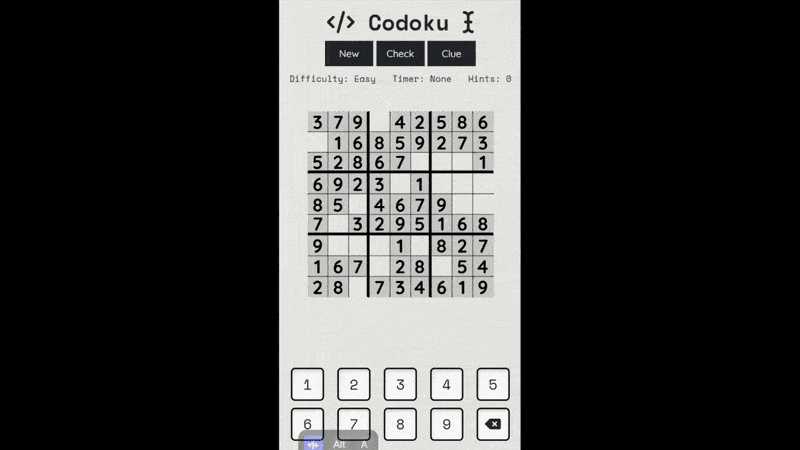 </> Codoku
New Check Clue
Difficulty: Easy Timer: None Hints: 0
3 7 9 4 2 5 8 6
1 6 8 5 9 2 7 3
5 2 8 6 7 1
6 9 2 3 1
8 5 4 6 7 9
7 3 2 9 5 1 6 8
9 1 8 2 7
1 6 7 2 8 5 4
2 8 7 3 4 6 1 9
1 2 3 4 5
6 7 8 9
Alt A